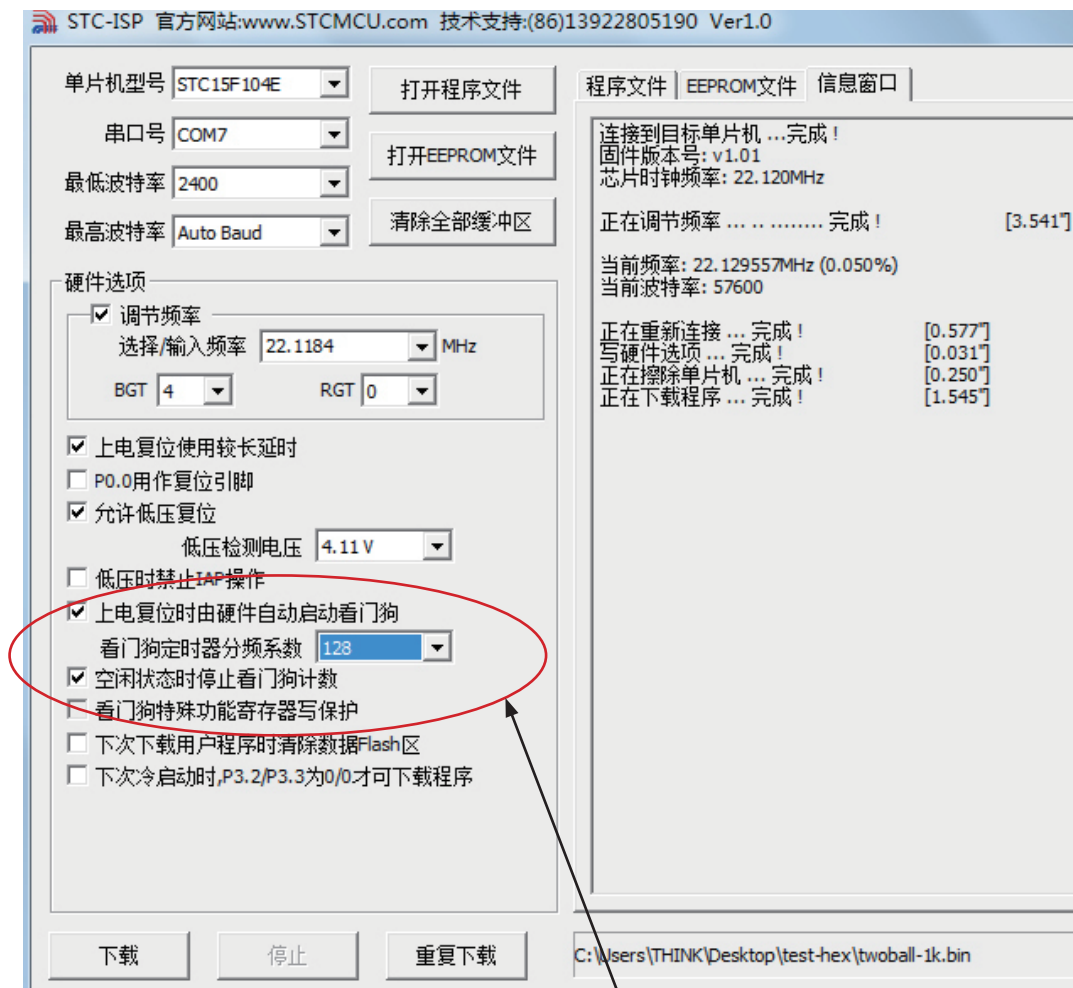 STC-ISP 官方网站:www.STCMCU.com 技术支持:(86)13922805190 Ver1.0
单片机型号 STC15F104E
串口号 COM7
最低波特率 2400
最高波特率 Auto Baud
打开程序文件
打开EEPROM文件
清除全部缓冲区
硬件选项
调节频率
选择/输入频率 22.1184 MHz
BGT 4 RGT 0
上电复位使用较长延时
P0.0用作复位引脚
允许低压复位
低压检测电压 4.11 V
低压时禁止IAP操作
上电复位时由硬件自动启动看门狗
看门狗定时器分频系数 128
空闲状态时停止看门狗计数
看门狗特殊功能寄存器写保护
下次下载用户程序时清除数据Flash区
下次冷启动时,P3.2/P3.3为0/0才可下载程序
下载 停止 重复下载
程序文件 EEPROM文件 信息窗口
连接到目标单片机 ...完成!
固件版本号: v1.01
芯片时钟频率: 22.120MHz
正在调节频率 ... .. ........ 完成! [3.541"]
当前频率: 22.129557MHz (0.050%)
当前波特率: 57600
正在重新连接 ... 完成! [0.577"]
写硬件选项 ... 完成! [0.031"]
正在擦除单片机 ... 完成! [0.250"]
正在下载程序 ... 完成! [1.545"]
C:\Users\THINK\Desktop\test-hex\twoball-1k.bin